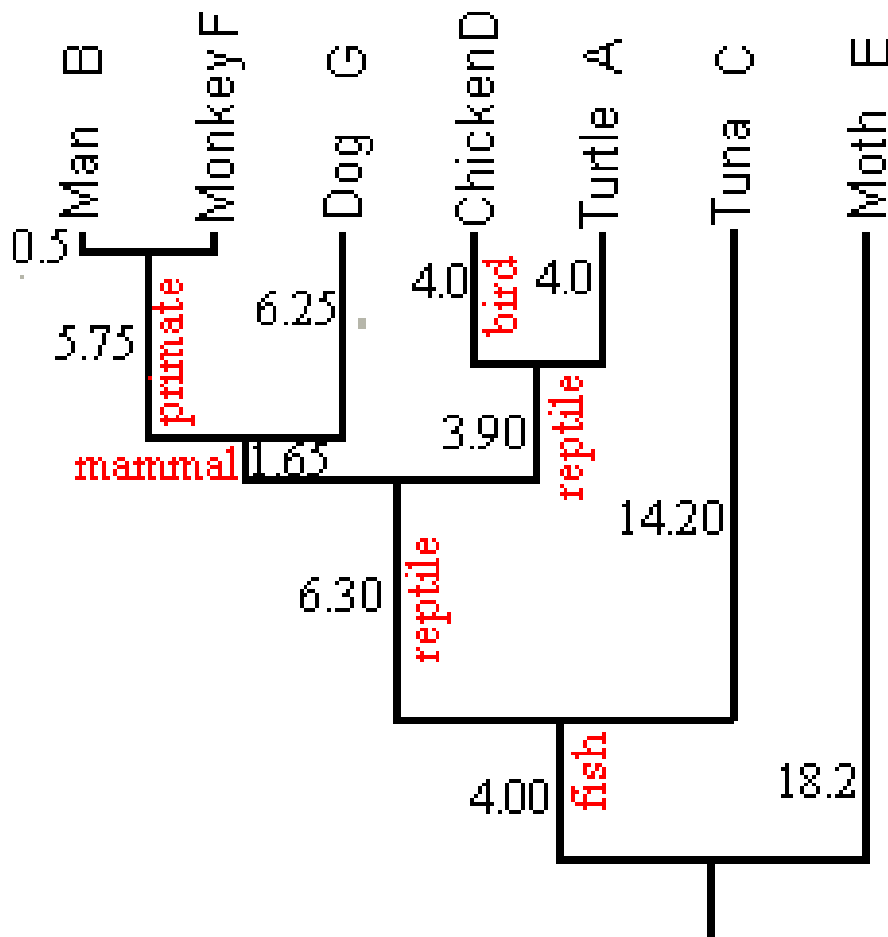 Man B
Monkey F
Dog G
Chicken D
Turtle A
Tuna C
Moth E
0.5
5.75
primate
6.25
4.0
bird
4.0
mammal
1.65
3.90
reptile
6.30
reptile
14.20
4.00
fish
18.2